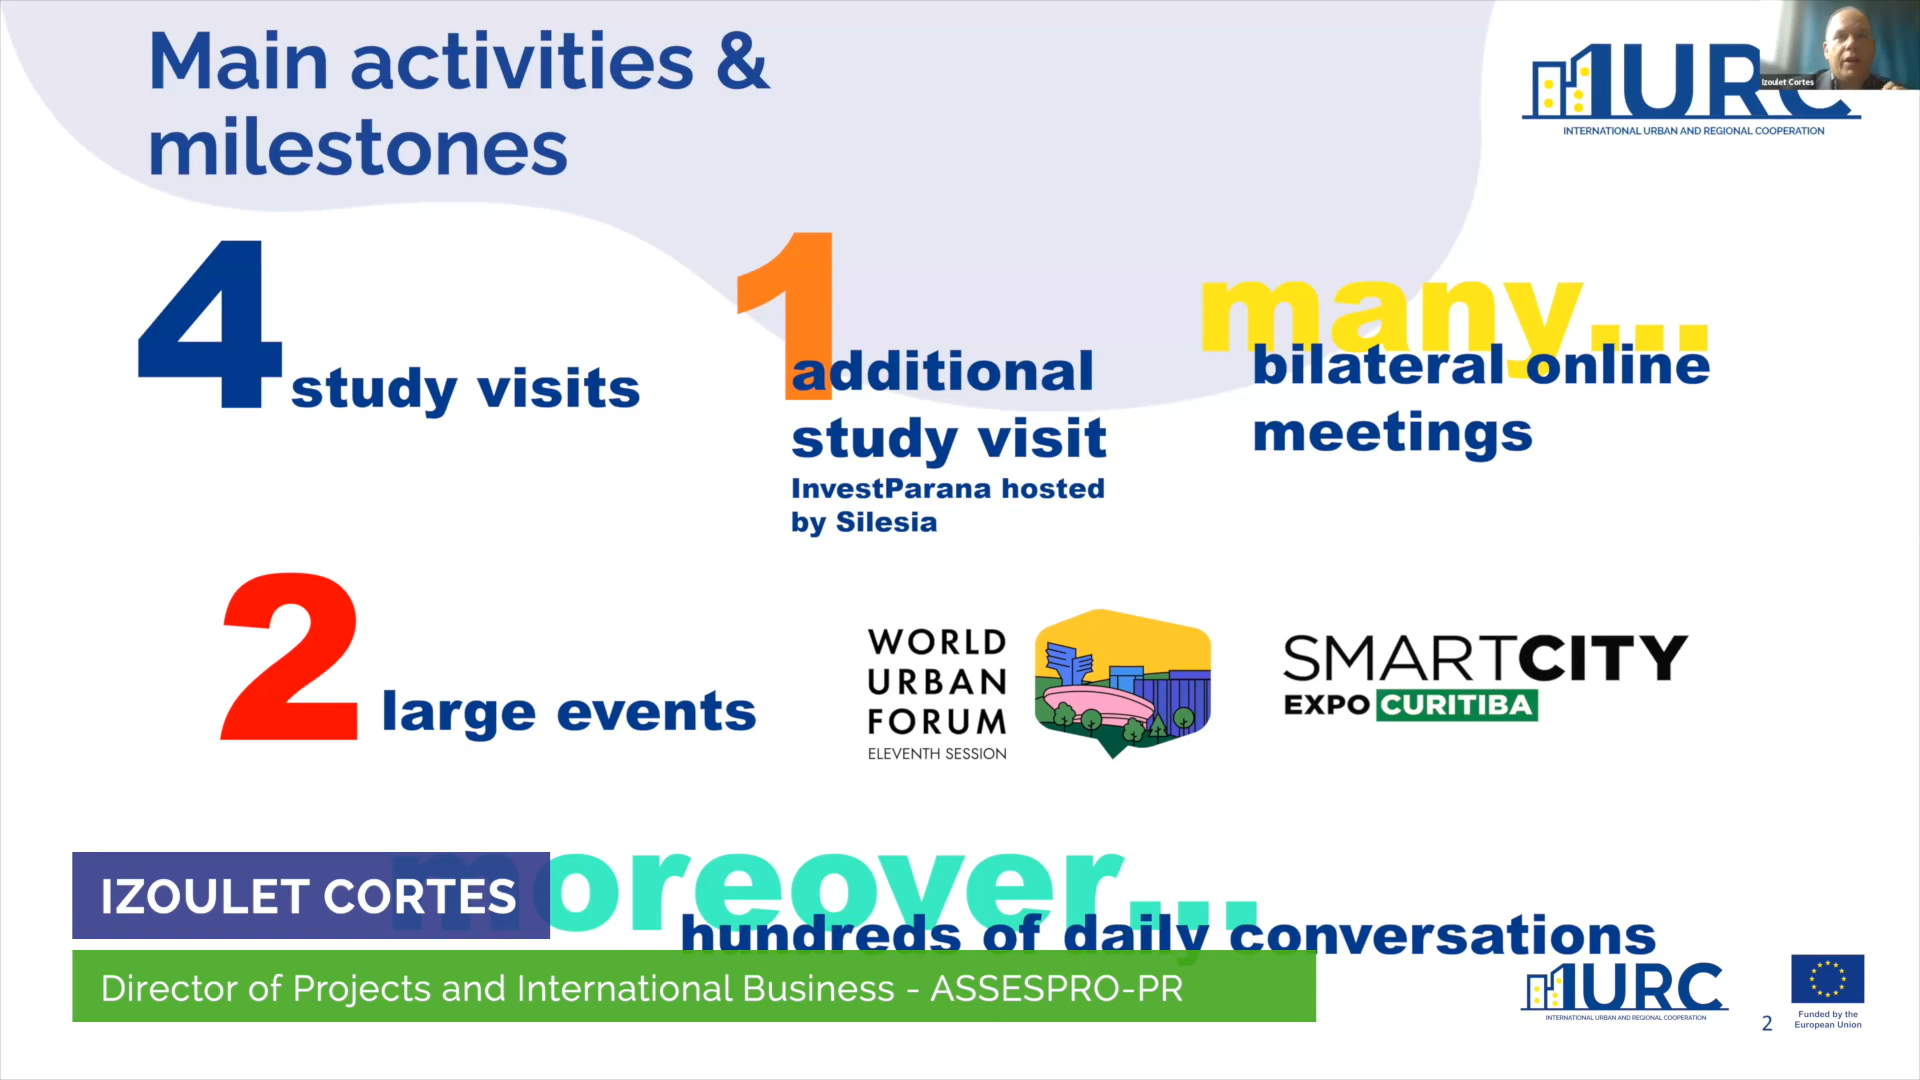 Main activities &
milestones
IURC
Izoulet Cortes
INTERNATIONAL URBAN AND REGIONAL COOPERATION
4 study visits
1 additional
study visit
InvestParana hosted
by Silesia
many...
bilateral online
meetings
2 large events
WORLD
URBAN
FORUM
ELEVENTH SESSION
SMARTCITY
EXPO CURITIBA
moreover...
hundreds of daily conversations
IZOULET CORTES
Director of Projects and International Business - ASSESPRO-PR
IURC
INTERNATIONAL URBAN AND REGIONAL COOPERATION
2
Funded by the
European Union